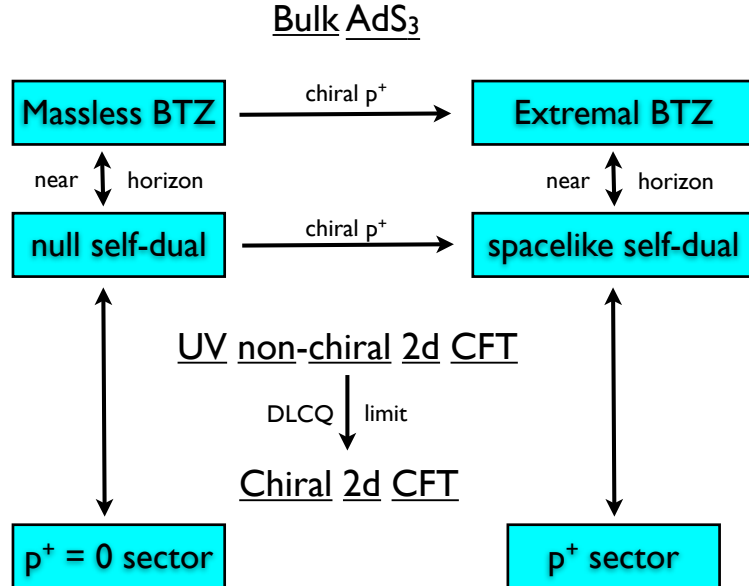 Bulk AdS₃
Massless BTZ
chiral p⁺
Extremal BTZ
near horizon
near horizon
null self-dual
chiral p⁺
spacelike self-dual
UV non-chiral 2d CFT
DLCQ limit
Chiral 2d CFT
p⁺ = 0 sector
p⁺ sector